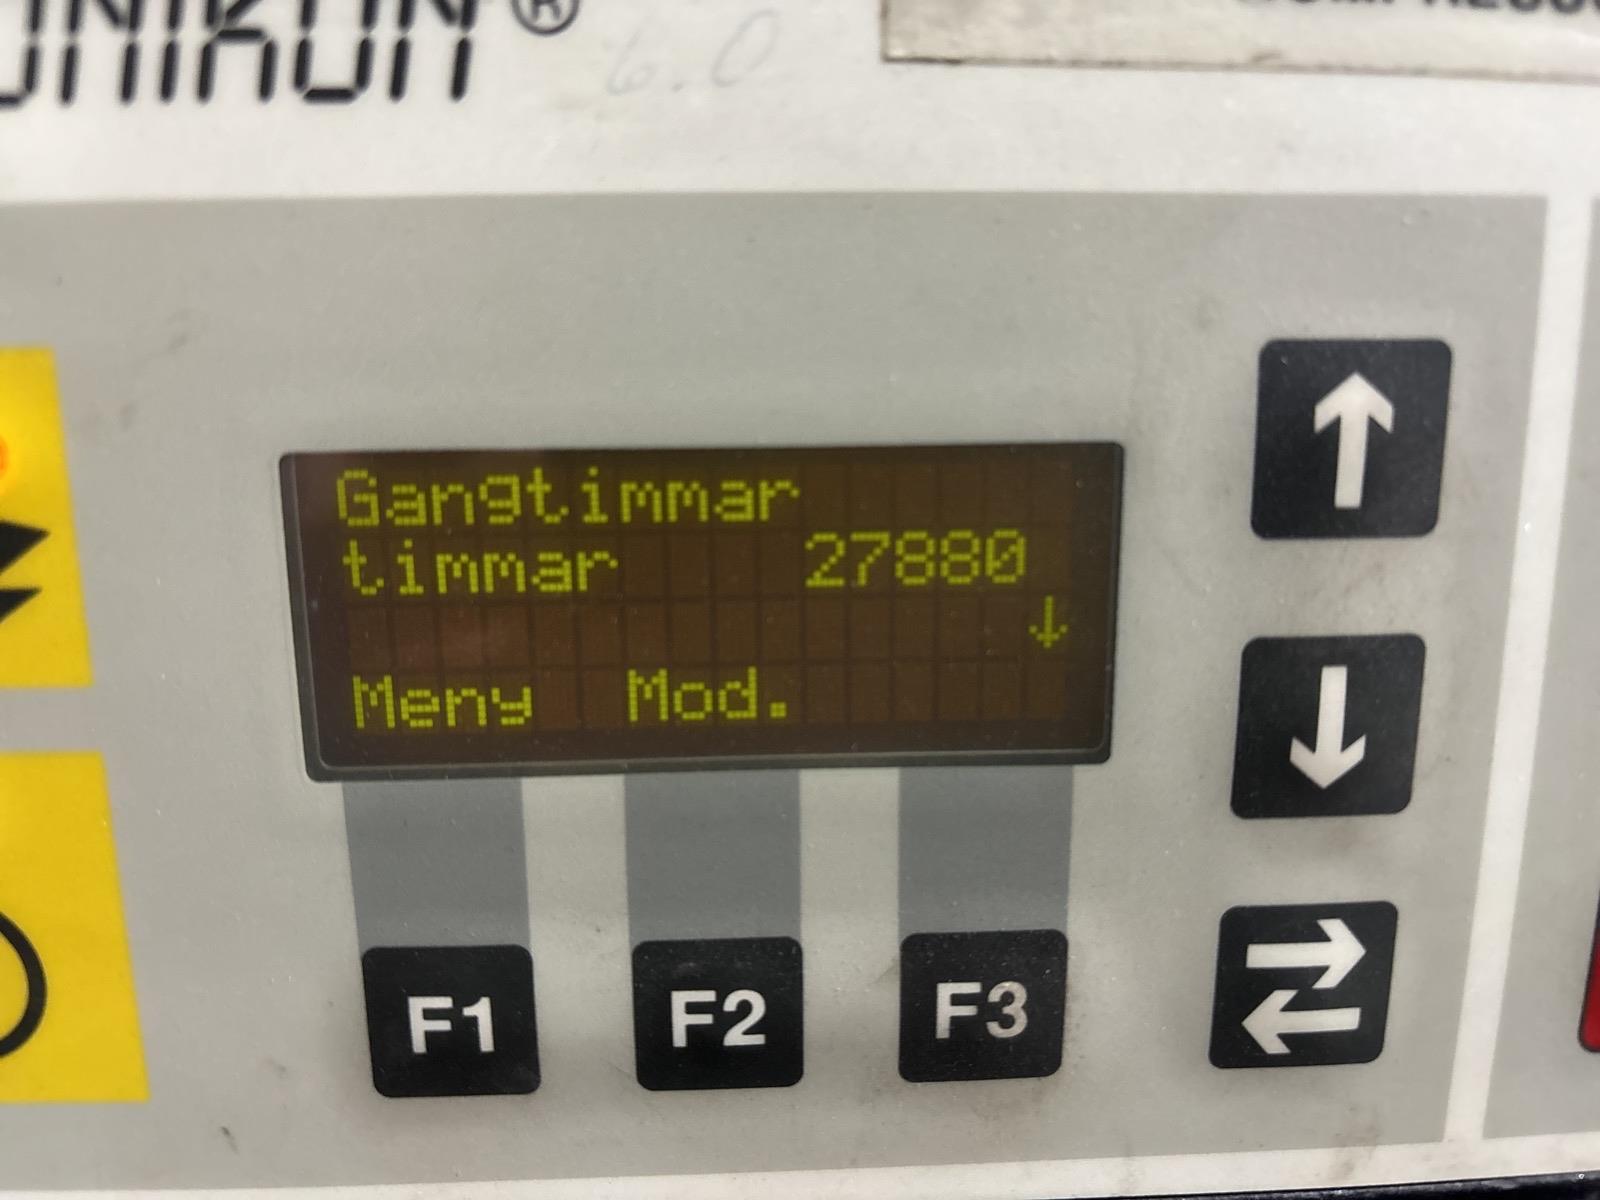 6.0
Gangtimmar
timmar 27880
↓
Meny Mod.
F1 F2 F3